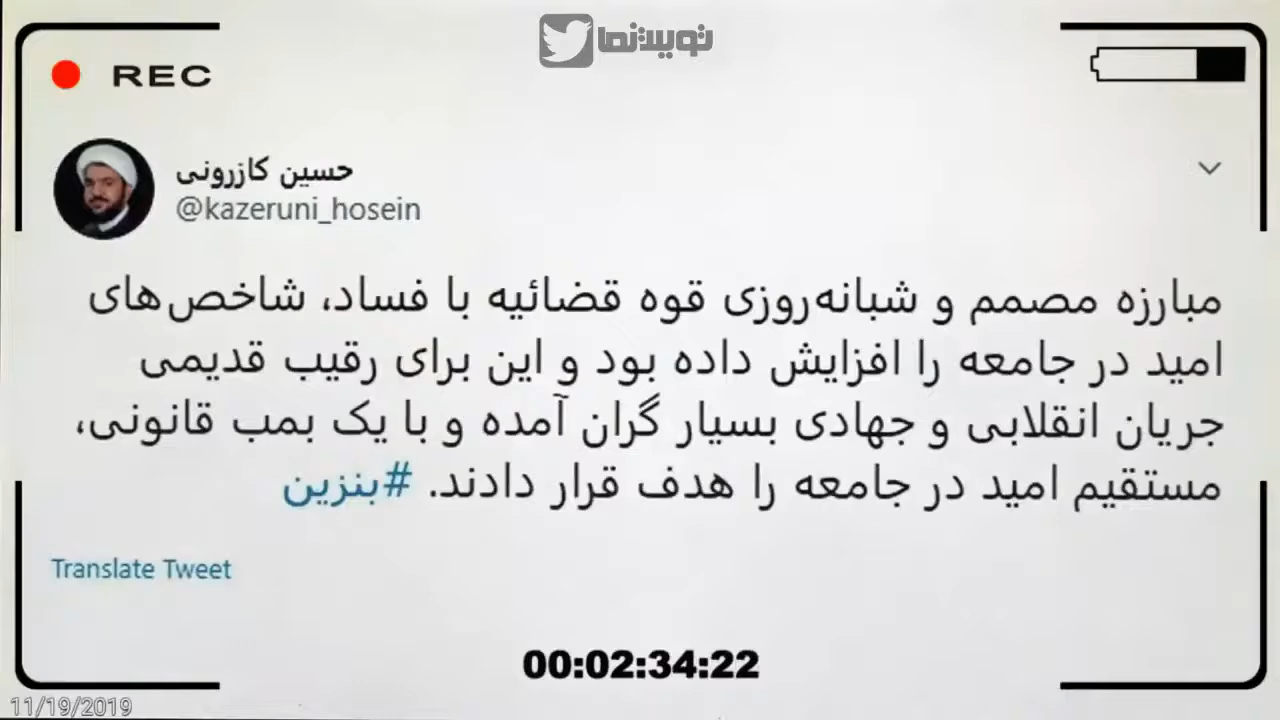 توییت‌نما
REC
حسین کازرونی
@kazeruni_hosein
مبارزه مصمم و شبانه‌روزی قوه قضائیه با فساد، شاخص‌های
امید در جامعه را افزایش داده بود و این برای رقیب قدیمی
جریان انقلابی و جهادی بسیار گران آمده و با یک بمب قانونی،
مستقیم امید در جامعه را هدف قرار دادند. #بنزین
Translate Tweet
00:02:34:22
11/19/2019